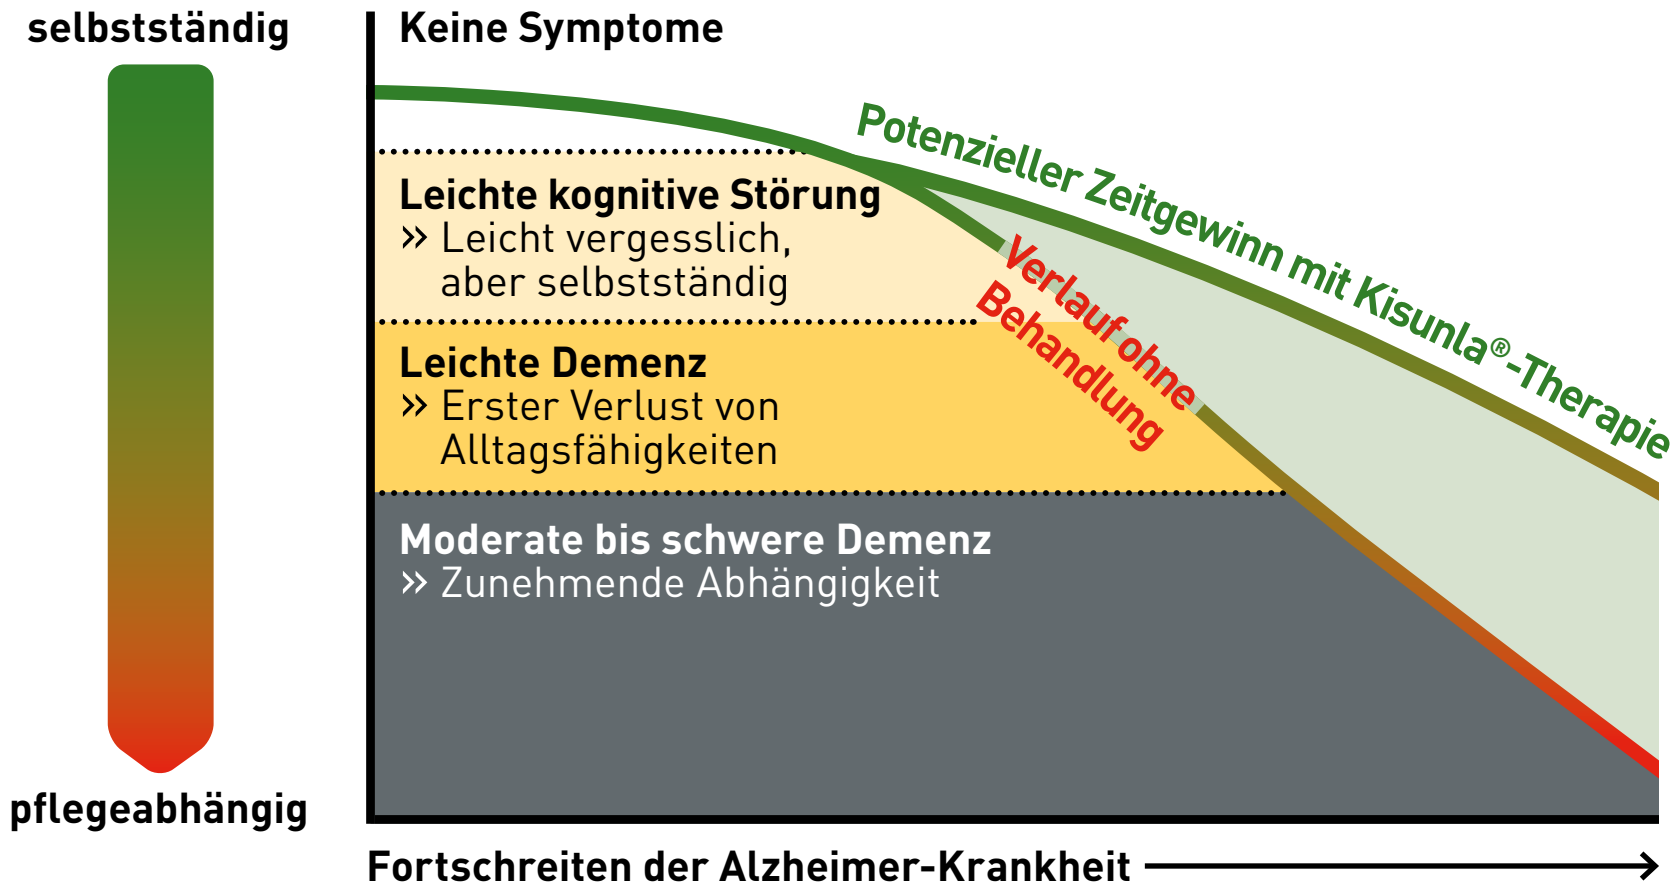 selbstständig
pflegeabhängig
Keine Symptome
Potenzieller Zeitgewinn mit Kisunla®-Therapie
Leichte kognitive Störung
» Leicht vergesslich,
aber selbstständig
Verlauf ohne
Behandlung
Leichte Demenz
» Erster Verlust von
Alltagsfähigkeiten
Moderate bis schwere Demenz
» Zunehmende Abhängigkeit
Fortschreiten der Alzheimer-Krankheit